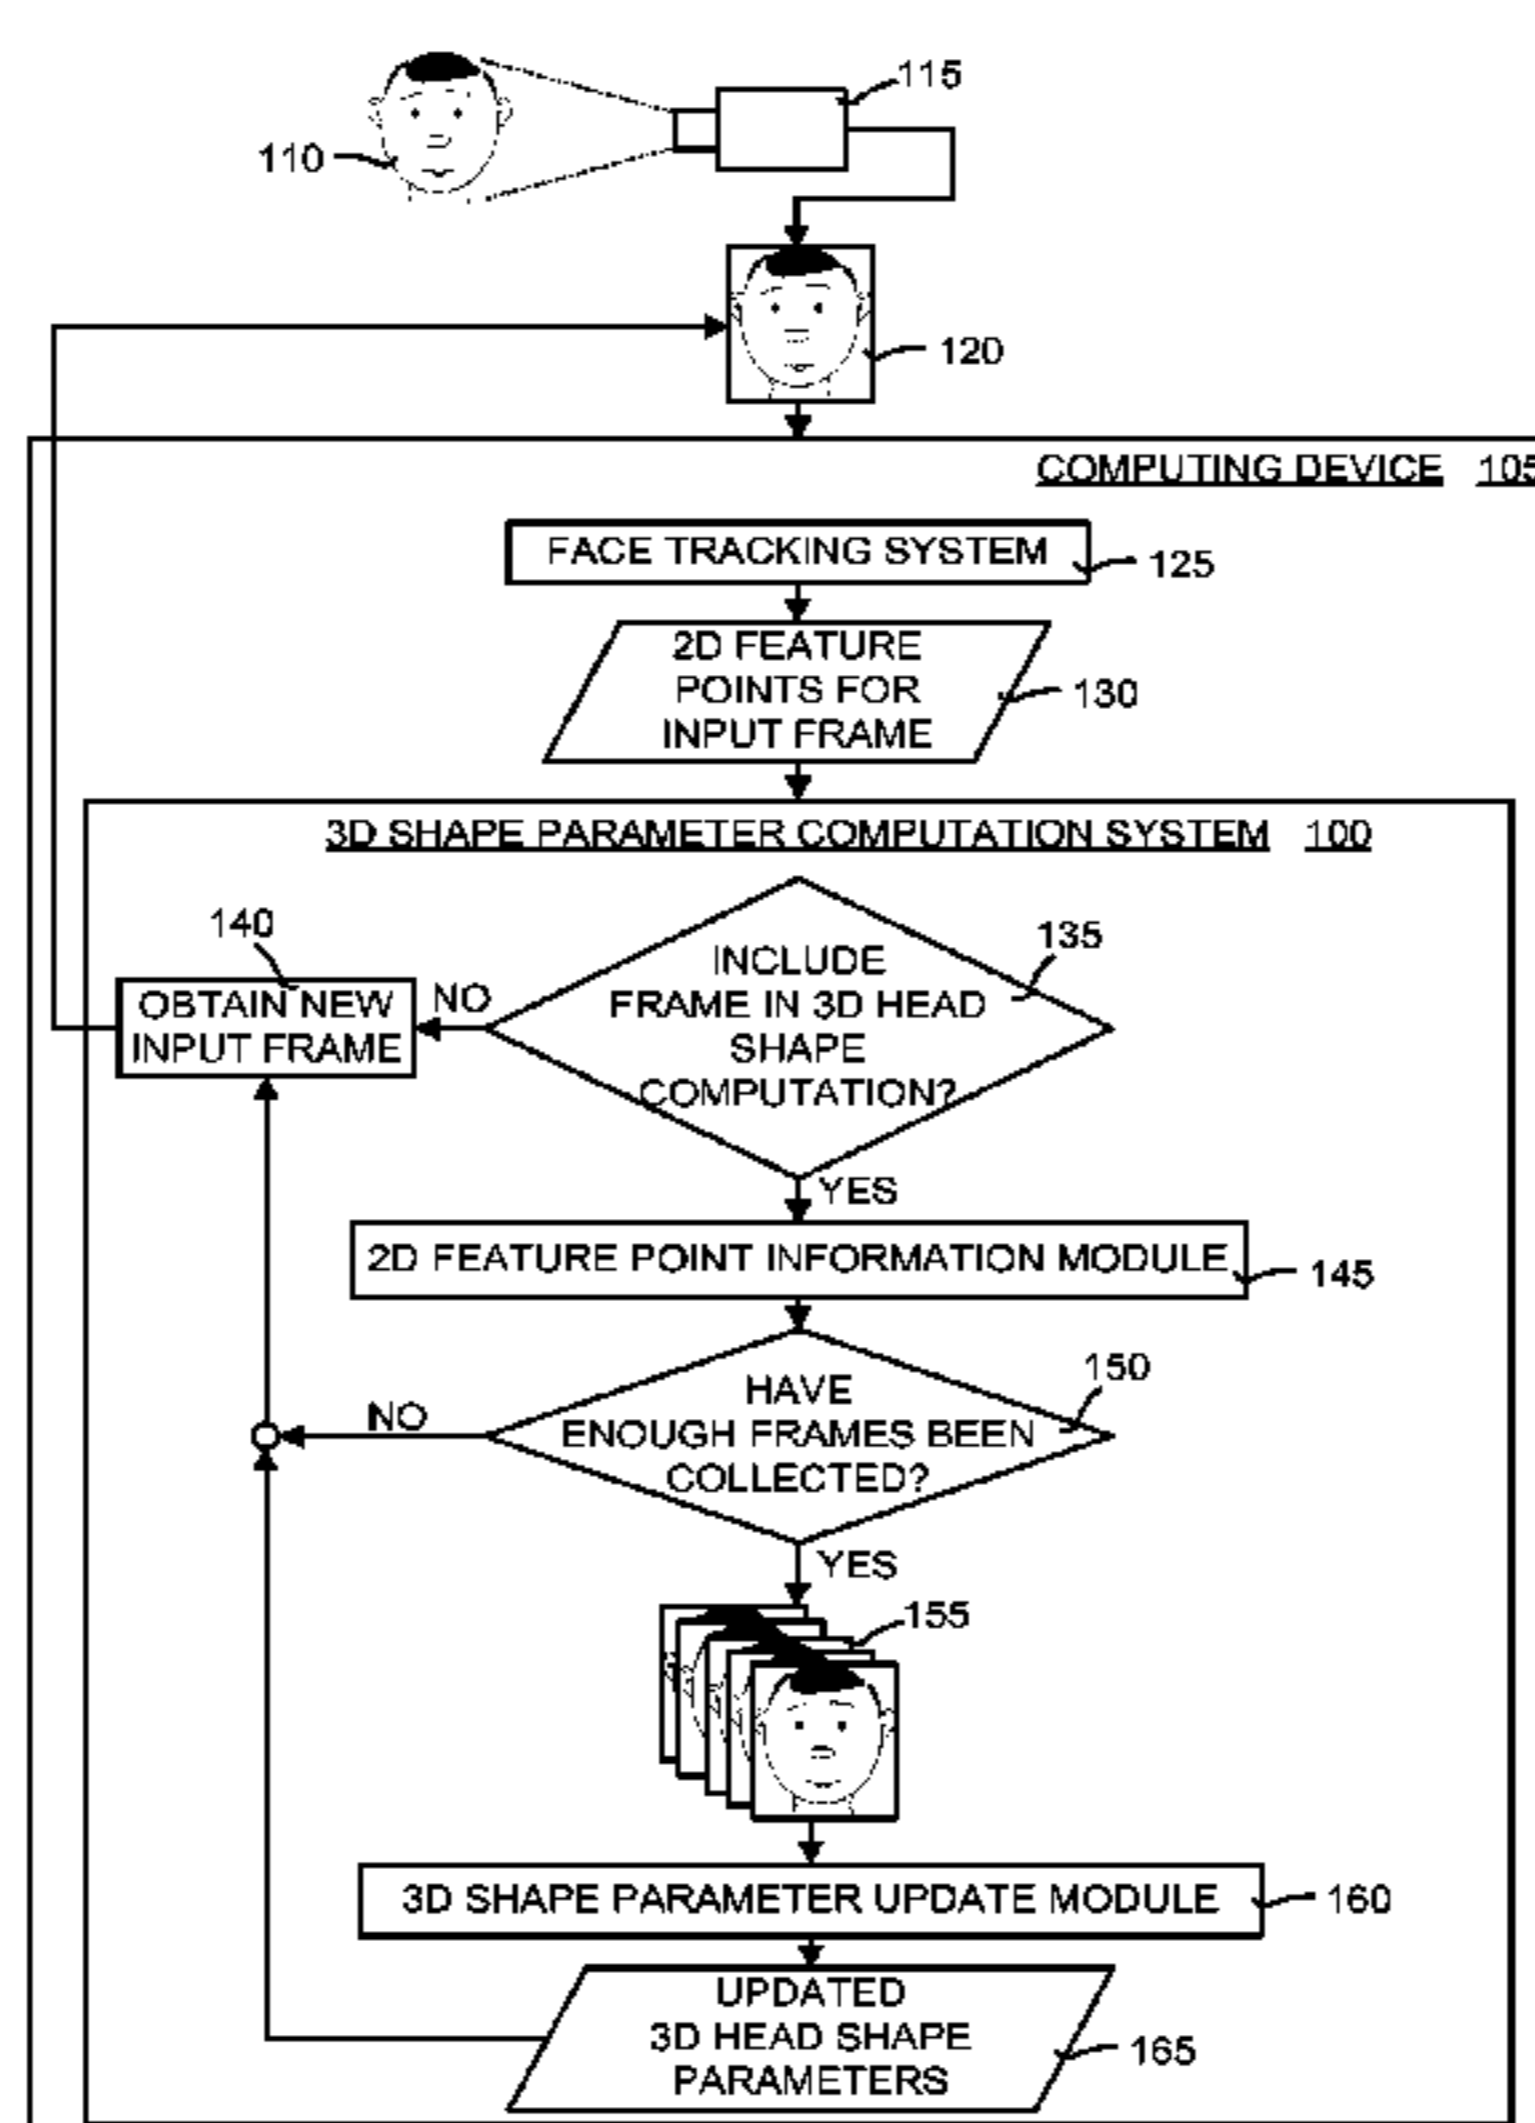 115
110
120
COMPUTING DEVICE 105
FACE TRACKING SYSTEM
125
2D FEATURE
POINTS FOR
INPUT FRAME
130
3D SHAPE PARAMETER COMPUTATION SYSTEM 100
140
135
OBTAIN NEW
INPUT FRAME
NO
INCLUDE
FRAME IN 3D HEAD
SHAPE
COMPUTATION?
YES
2D FEATURE POINT INFORMATION MODULE
145
150
HAVE
ENOUGH FRAMES BEEN
COLLECTED?
NO
YES
155
3D SHAPE PARAMETER UPDATE MODULE
160
UPDATED
3D HEAD SHAPE
PARAMETERS
165